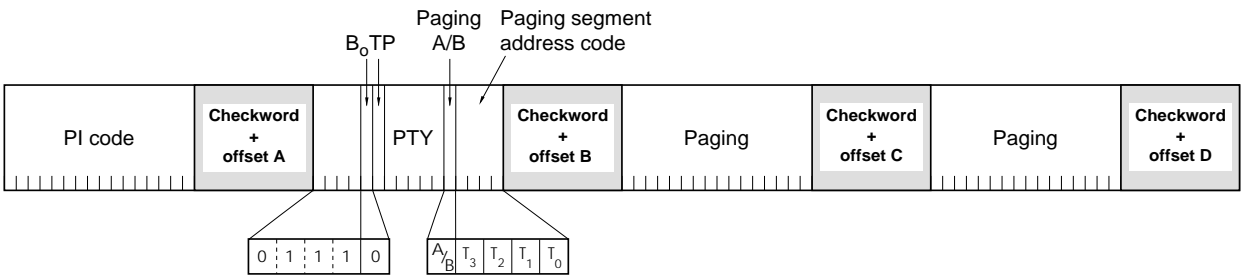 Paging Paging segment
BoTP A/B address code
PI code
Checkword
+
offset A
PTY
Checkword
+
offset B
Paging
Checkword
+
offset C
Paging
Checkword
+
offset D
0 1 1 1 0
A/B T3 T2 T1 T0